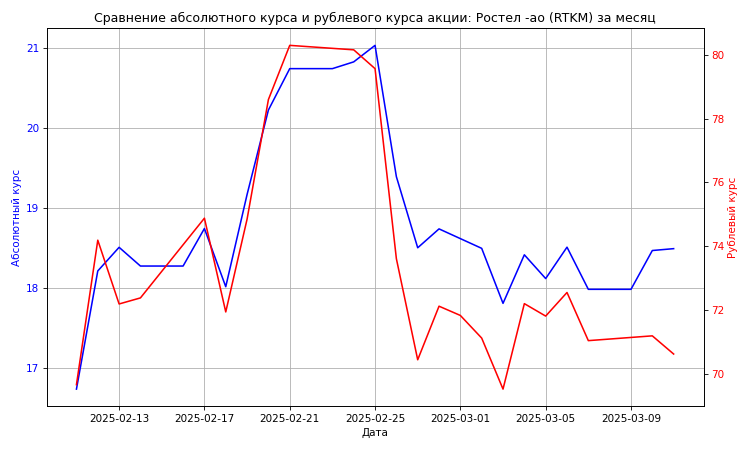 Сравнение абсолютного курса и рублевого курса акции: Ростел -ао (RTKM) за месяц
21
20
19
18
17
Абсолютный курс
80
78
76
74
72
70
Рублевый курс
2025-02-13 2025-02-17 2025-02-21 2025-02-25 2025-03-01 2025-03-05 2025-03-09
Дата